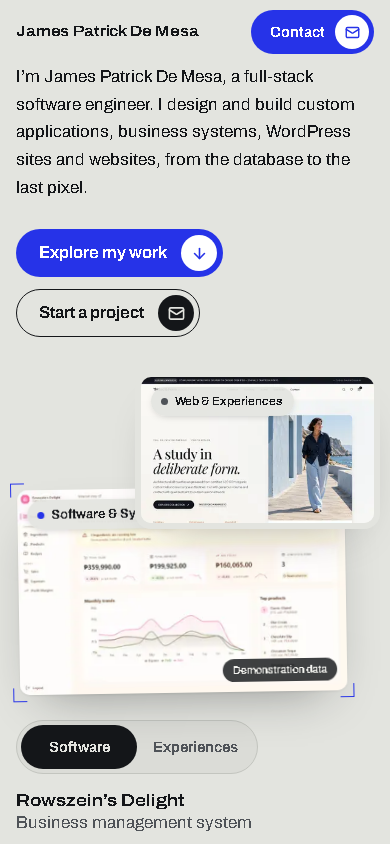 James Patrick De Mesa
Contact
I'm James Patrick De Mesa, a full-stack
software engineer. I design and build custom
applications, business systems, WordPress
sites and websites, from the database to the
last pixel.
Explore my work
Start a project
Web & Experiences
A study in
deliberate form.
Software & Sy
₱359,990.00
₱199,925.00
₱160,065.00
3
Monthly trends
Top products
Demonstration data
Software
Experiences
Rowszein's Delight
Business management system